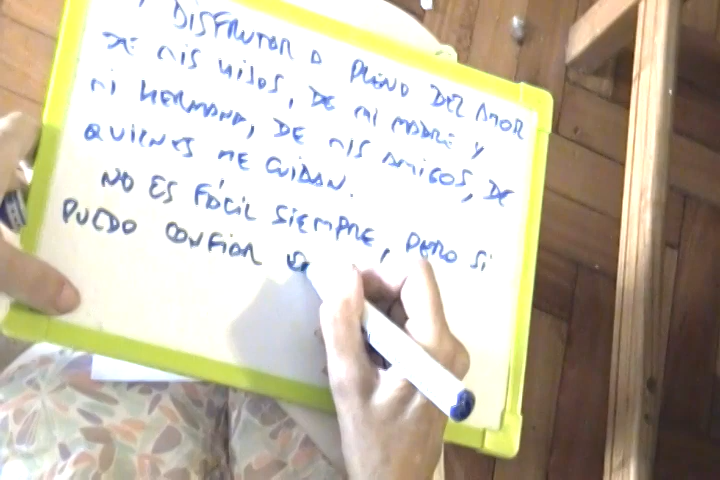 Y DISFRUTAR A PLENO DEL AMOR
DE MIS HIJOS, DE MI MADRE Y
MI HERMANA, DE MIS AMIGOS, DE
QUIENES ME CUIDAN.
NO ES FÁCIL SIEMPRE, PERO SI
PUEDO CONFIAR